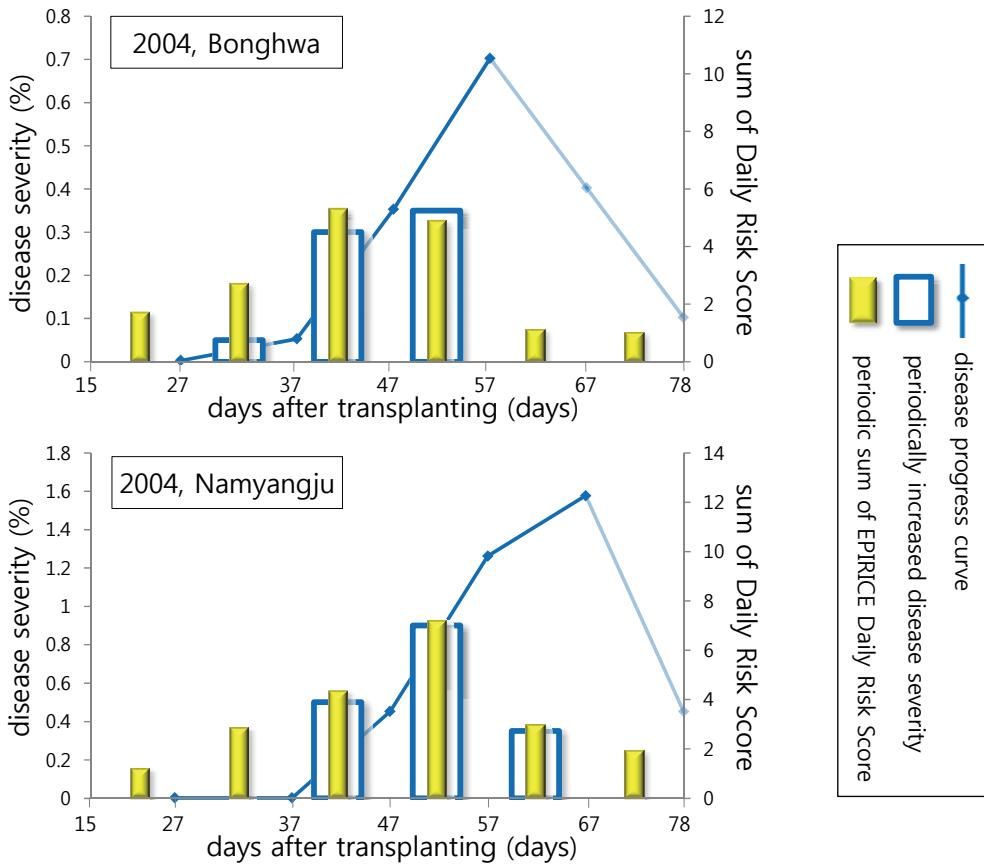 2004, Bonghwa
disease severity (%)
0.8
0.7
0.6
0.5
0.4
0.3
0.2
0.1
0
12
10
8
6
4
2
0
sum of Daily Risk Score
15 27 37 47 57 67 78
days after transplanting (days)
2004, Namyangju
disease severity (%)
1.8
1.6
1.4
1.2
1
0.8
0.6
0.4
0.2
0
14
12
10
8
6
4
2
0
sum of Daily Risk Score
15 27 37 47 57 67 78
days after transplanting (days)
disease progress curve
periodically increased disease severity
periodic sum of EPIRICE Daily Risk Score